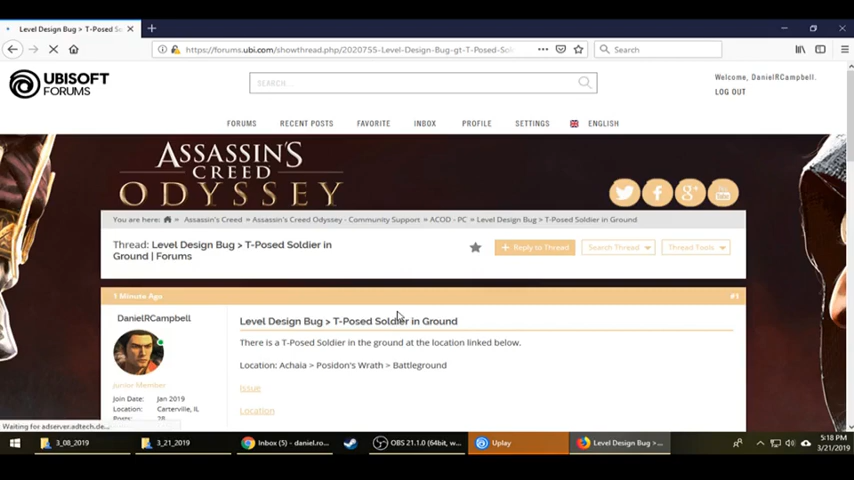 Level Design Bug > T-Posed So...
https://forums.ubi.com/showthread.php/2020755-Level-Design-Bug-gt-T-Posed-Sol
Search
UBISOFT
FORUMS
SEARCH...
Welcome, DanielRCampbell.
LOG OUT
FORUMS RECENT POSTS FAVORITE INBOX PROFILE SETTINGS ENGLISH
ASSASSIN'S
CREED
ODYSSEY
You are here: » Assassin's Creed » Assassin's Creed Odyssey - Community Support » ACOD - PC » Level Design Bug > T-Posed Soldier in Ground
Thread: Level Design Bug > T-Posed Soldier in
Ground | Forums
+ Reply to Thread
Search Thread
Thread Tools
1 Minute Ago #1
DanielRCampbell
Junior Member
Join Date: Jan 2019
Location: Carterville, IL
Posts: 26
Level Design Bug > T-Posed Soldier in Ground
There is a T-Posed Soldier in the ground at the location linked below.
Location: Achaia > Posidon's Wrath > Battleground
Issue
Location
Waiting for adserver.adtech.de...
3_08_2019
3_21_2019
Inbox (5) - daniel.ro...
OBS 21.1.0 (64bit, w...
Uplay
Level Design Bug >...
5:18 PM
3/21/2019